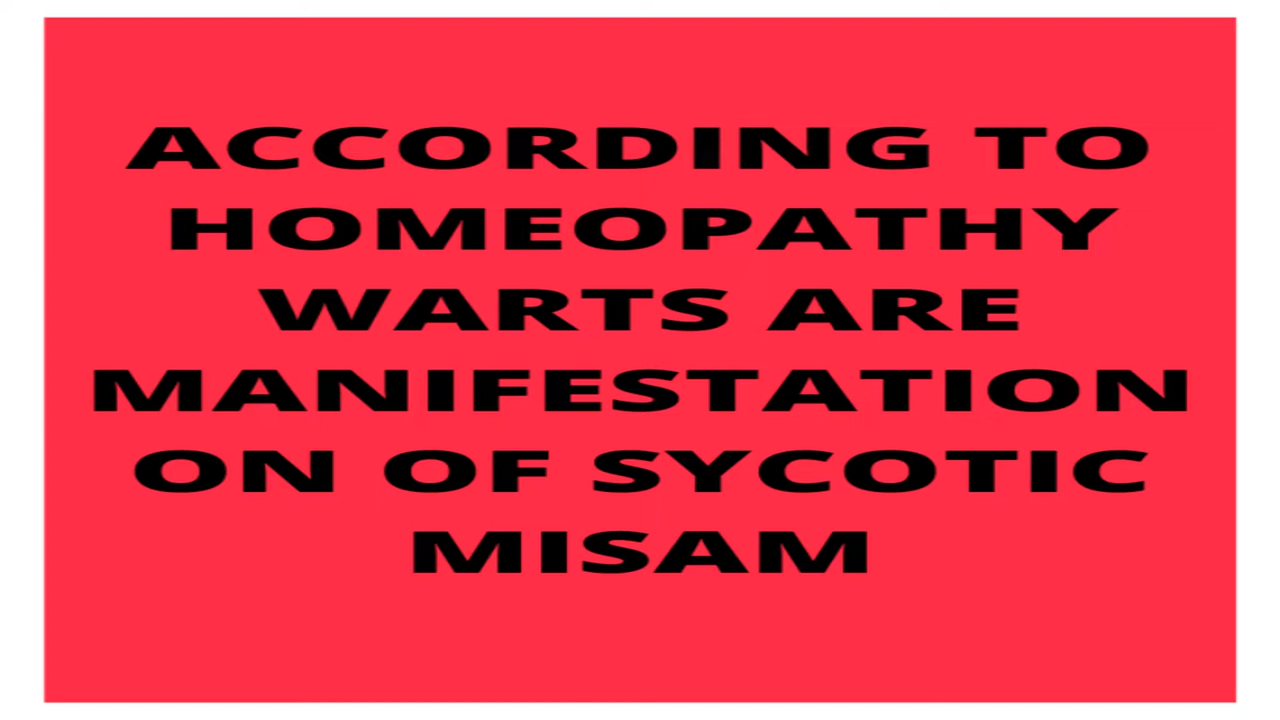 ACCORDING TO
HOMEOPATHY
WARTS ARE
MANIFESTATION
ON OF SYCOTIC
MISAM